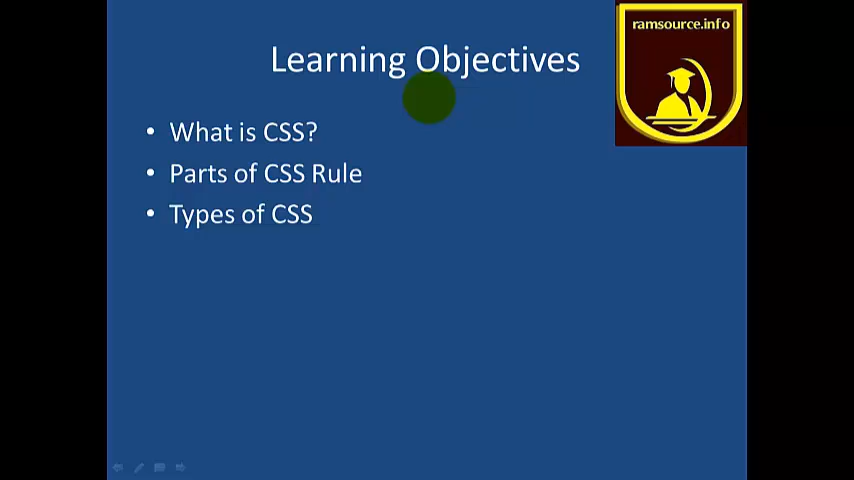 ramsource.info
Learning Objectives
• What is CSS?
• Parts of CSS Rule
• Types of CSS